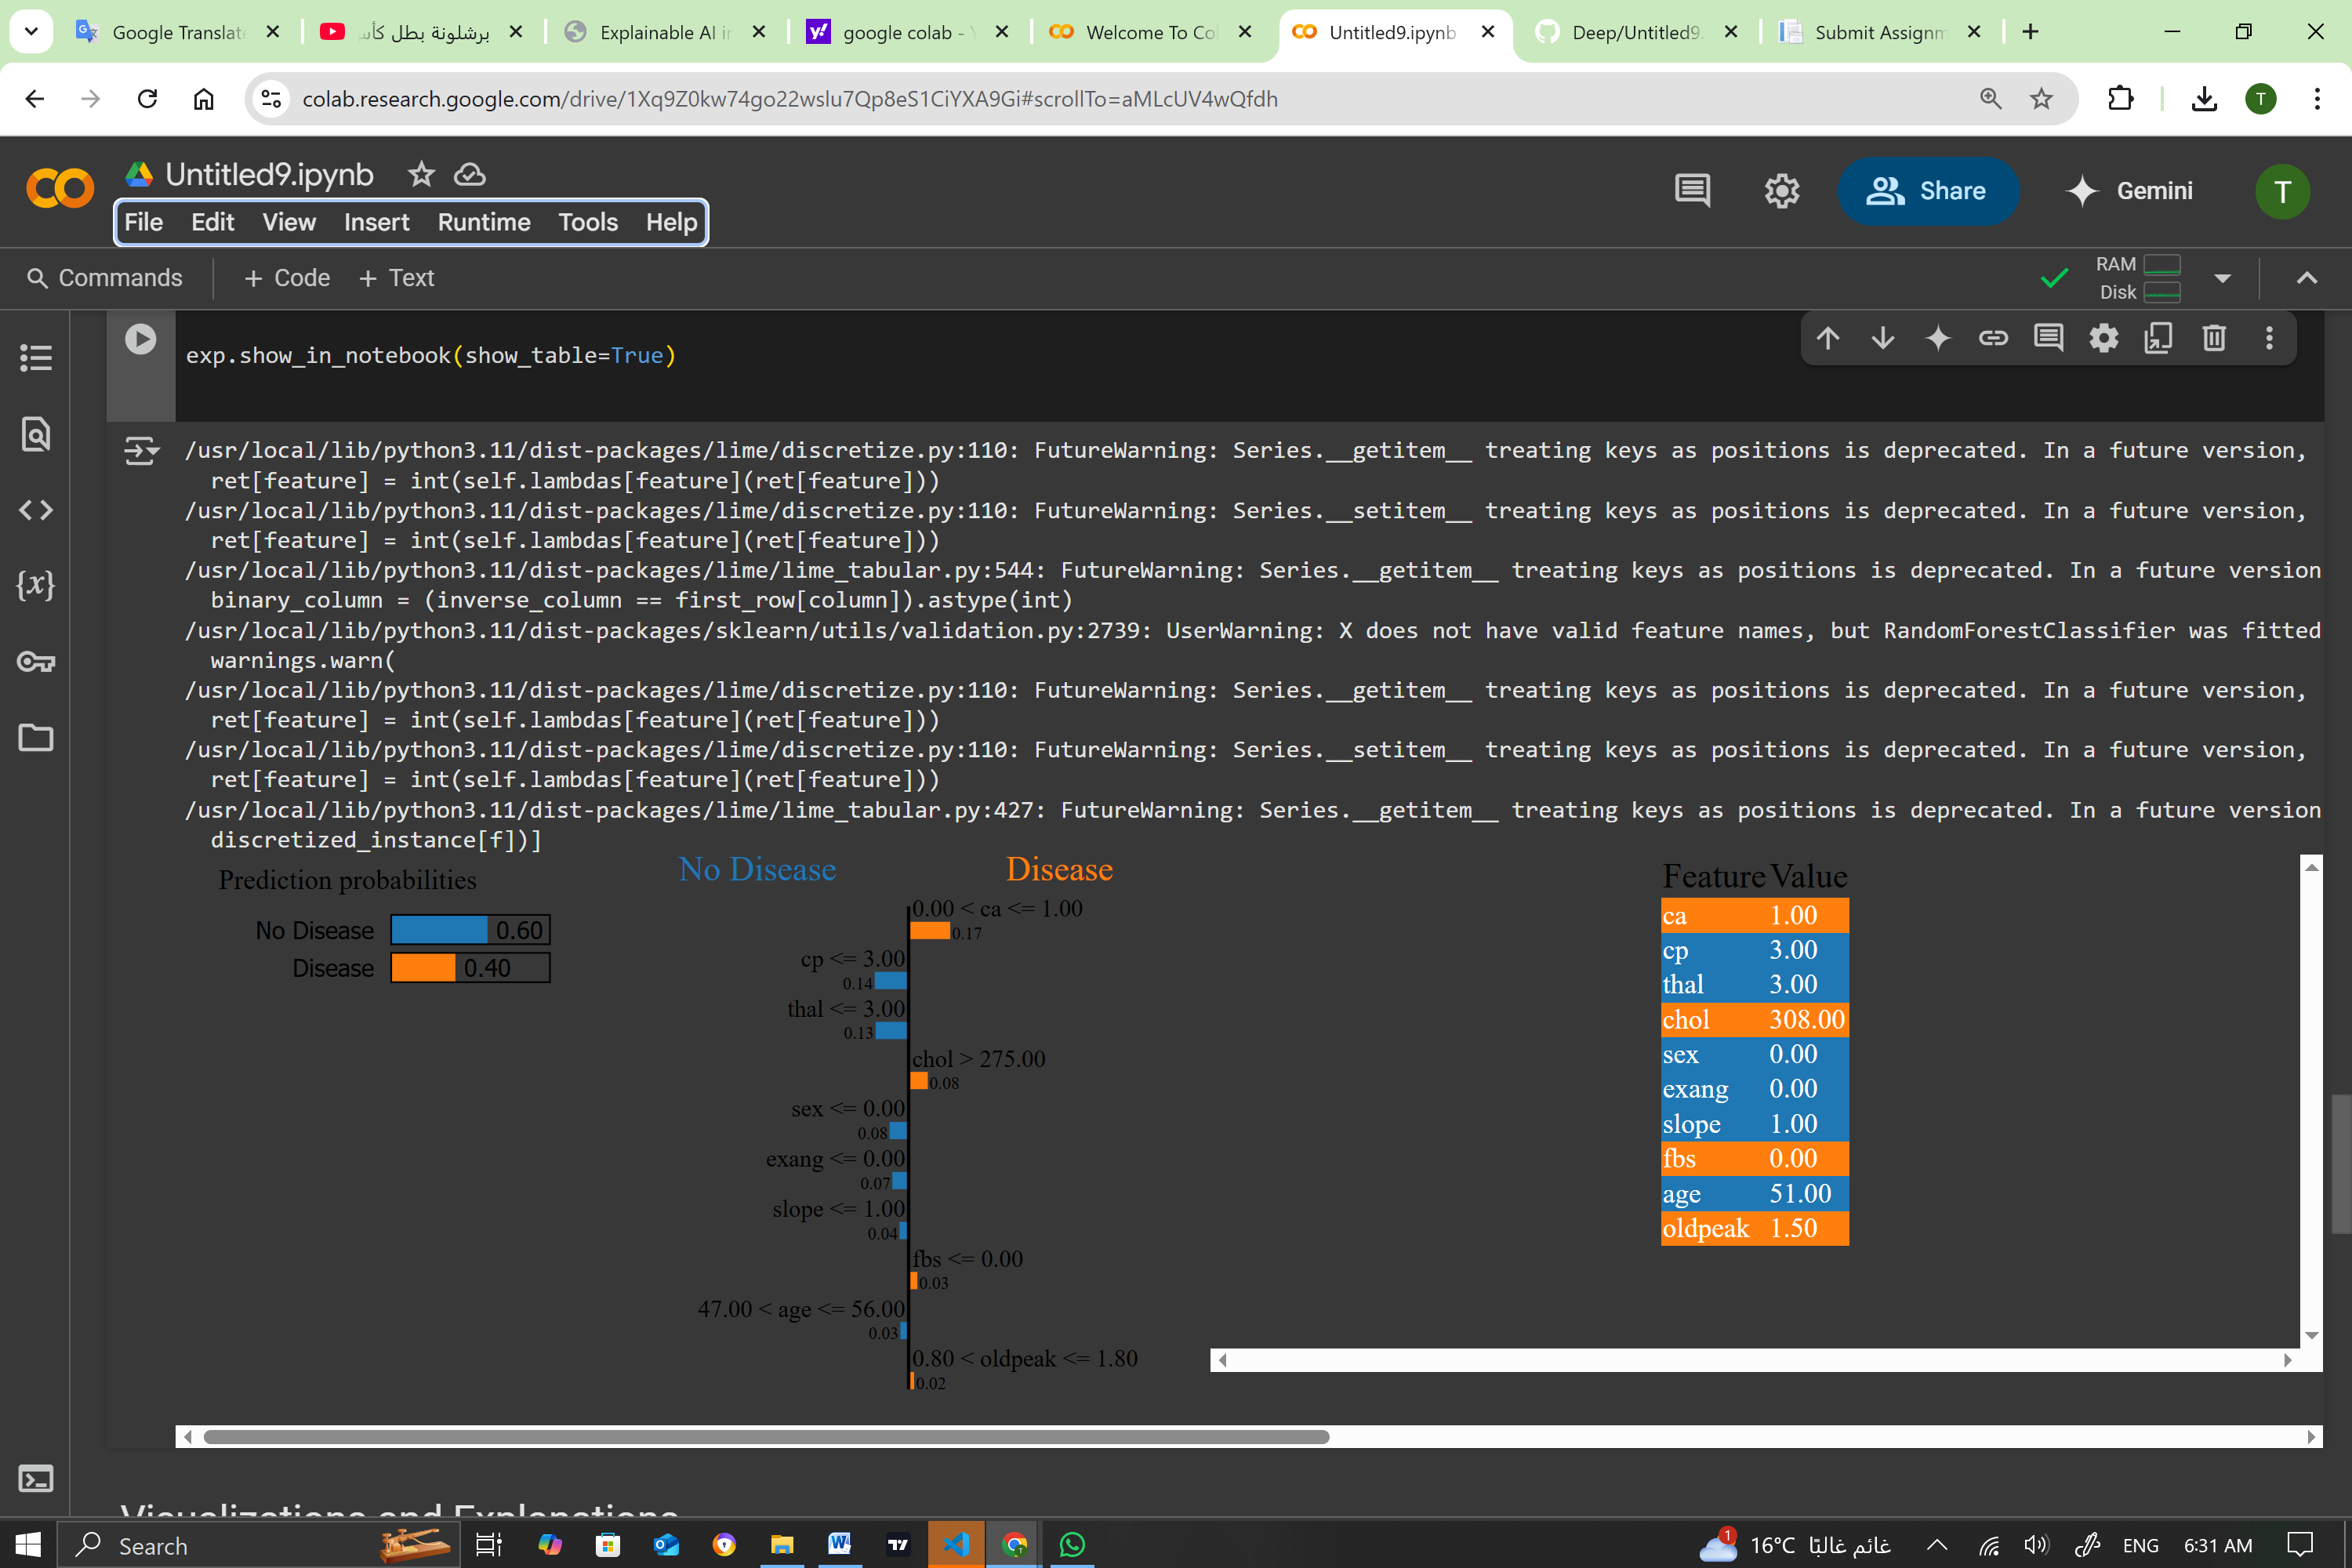 Google Translate
برشلونة بطل كأس
Explainable AI in
google colab - Y
Welcome To Co
Untitled9.ipynb
Deep/Untitled9.
Submit Assignm
colab.research.google.com/drive/1Xq9Z0kw74go22wslu7Qp8eS1CiYXA9Gi#scrollTo=aMLcUV4wQfdh
T
Untitled9.ipynb
File Edit View Insert Runtime Tools Help
Share
Gemini
T
Commands
+ Code + Text
RAM
Disk
exp.show_in_notebook(show_table=True)
/usr/local/lib/python3.11/dist-packages/lime/discretize.py:110: FutureWarning: Series.__getitem__ treating keys as positions is deprecated. In a future version,
ret[feature] = int(self.lambdas[feature](ret[feature]))
/usr/local/lib/python3.11/dist-packages/lime/discretize.py:110: FutureWarning: Series.__setitem__ treating keys as positions is deprecated. In a future version,
ret[feature] = int(self.lambdas[feature](ret[feature]))
/usr/local/lib/python3.11/dist-packages/lime/lime_tabular.py:544: FutureWarning: Series.__getitem__ treating keys as positions is deprecated. In a future version
binary_column = (inverse_column == first_row[column]).astype(int)
/usr/local/lib/python3.11/dist-packages/sklearn/utils/validation.py:2739: UserWarning: X does not have valid feature names, but RandomForestClassifier was fitted
warnings.warn(
/usr/local/lib/python3.11/dist-packages/lime/discretize.py:110: FutureWarning: Series.__getitem__ treating keys as positions is deprecated. In a future version,
ret[feature] = int(self.lambdas[feature](ret[feature]))
/usr/local/lib/python3.11/dist-packages/lime/discretize.py:110: FutureWarning: Series.__setitem__ treating keys as positions is deprecated. In a future version,
ret[feature] = int(self.lambdas[feature](ret[feature]))
/usr/local/lib/python3.11/dist-packages/lime/lime_tabular.py:427: FutureWarning: Series.__getitem__ treating keys as positions is deprecated. In a future version
discretized_instance[f])]
Prediction probabilities
No Disease 0.60
Disease 0.40
No Disease Disease
0.00 < ca <= 1.00
0.17
cp <= 3.00
0.14
thal <= 3.00
0.13
chol > 275.00
0.08
sex <= 0.00
0.08
exang <= 0.00
0.07
slope <= 1.00
0.04
fbs <= 0.00
0.03
47.00 < age <= 56.00
0.03
0.80 < oldpeak <= 1.80
0.02
Feature Value
ca 1.00
cp 3.00
thal 3.00
chol 308.00
sex 0.00
exang 0.00
slope 1.00
fbs 0.00
age 51.00
oldpeak 1.50
Visualizations and Explanations
Search
1
16°C غائم غالبًا
ENG
6:31 AM